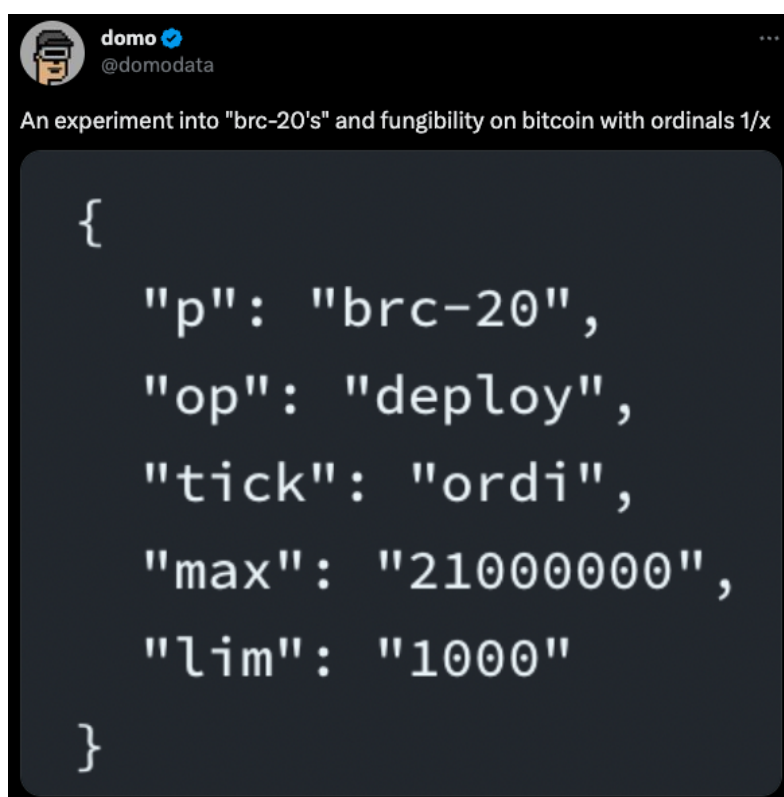 domo
@domodata
An experiment into "brc-20's" and fungibility on bitcoin with ordinals 1/x
{
"p": "brc-20",
"op": "deploy",
"tick": "ordi",
"max": "21000000",
"lim": "1000"
}